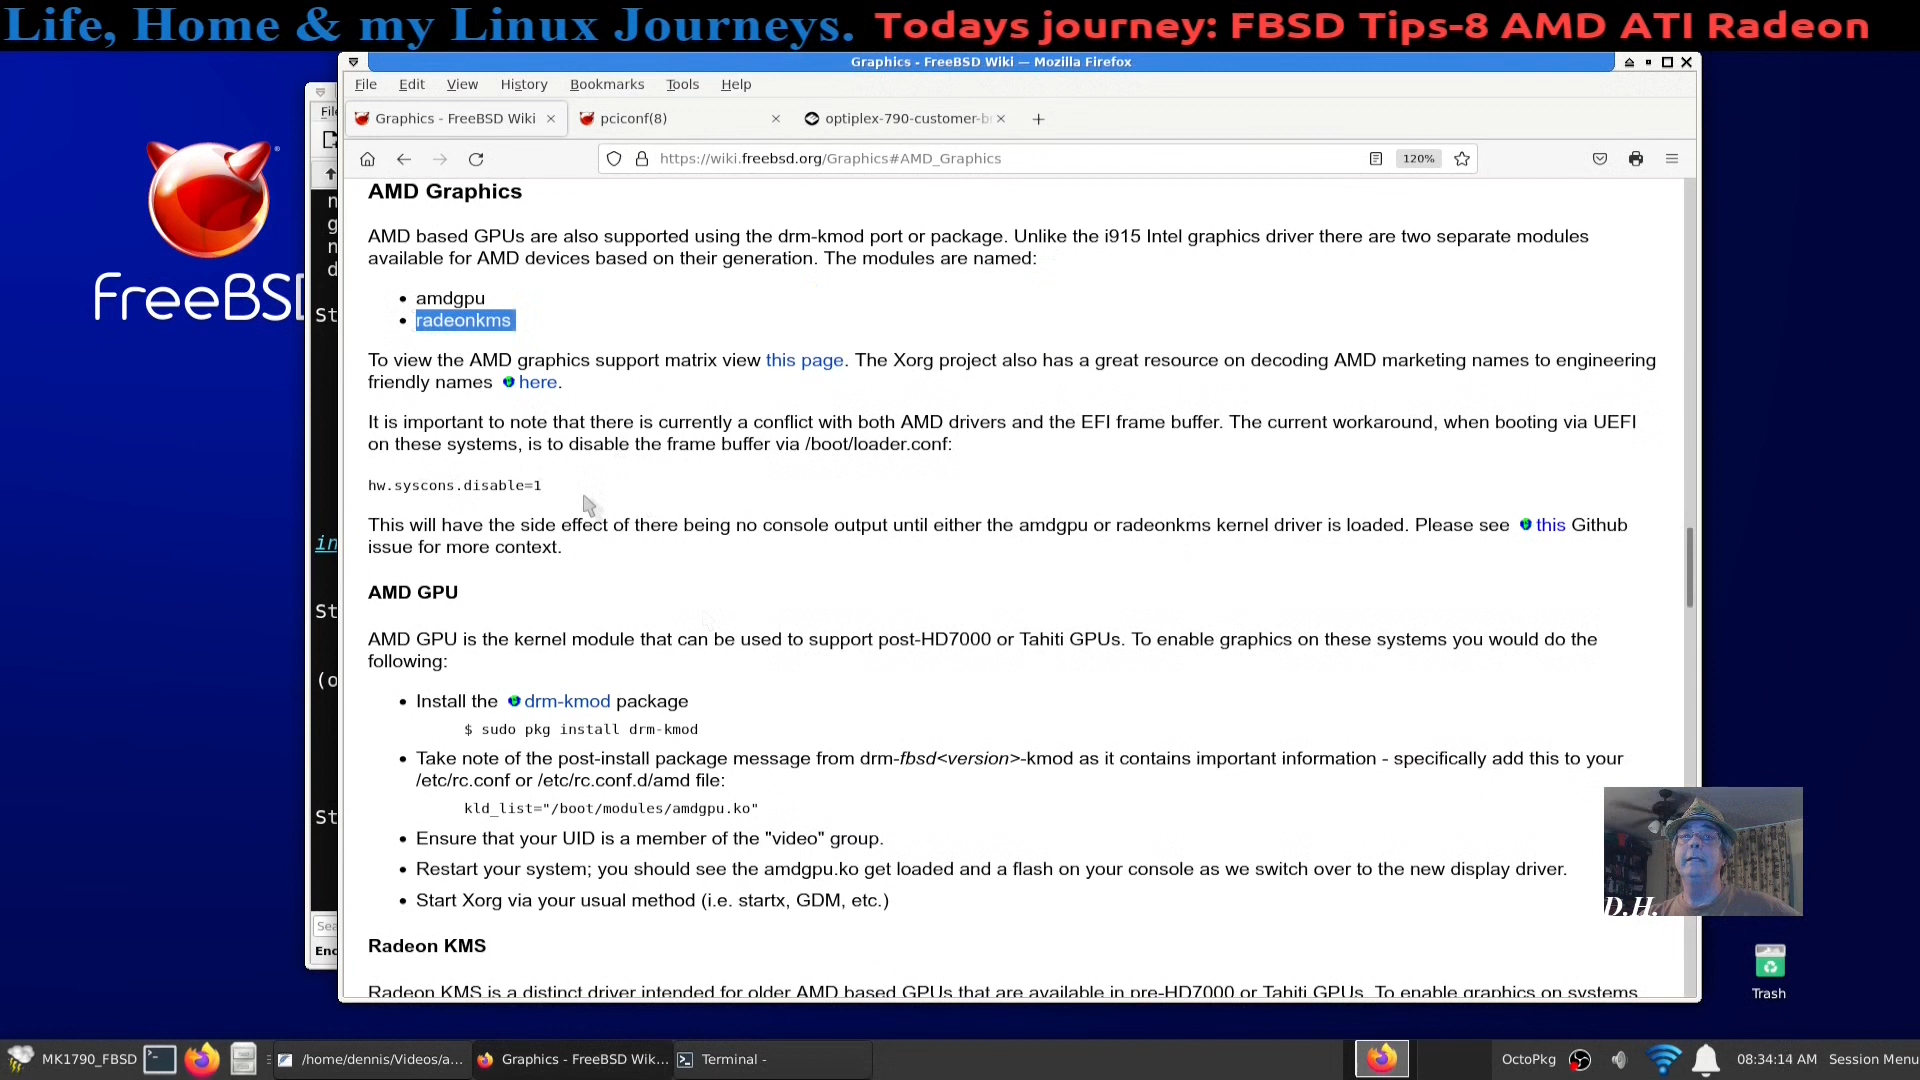 Life, Home & my Linux Journeys. Todays journey: FBSD Tips-8 AMD ATI Radeon
Graphics - FreeBSD Wiki — Mozilla Firefox
File Edit View History Bookmarks Tools Help
Graphics - FreeBSD Wiki
pciconf(8)
optiplex-790-customer-b
https://wiki.freebsd.org/Graphics#AMD_Graphics
120%
FreeBSD
AMD Graphics
AMD based GPUs are also supported using the drm-kmod port or package. Unlike the i915 Intel graphics driver there are two separate modules
available for AMD devices based on their generation. The modules are named:
• amdgpu
• radeonkms
To view the AMD graphics support matrix view this page. The Xorg project also has a great resource on decoding AMD marketing names to engineering
friendly names here.
It is important to note that there is currently a conflict with both AMD drivers and the EFI frame buffer. The current workaround, when booting via UEFI
on these systems, is to disable the frame buffer via /boot/loader.conf:
hw.syscons.disable=1
This will have the side effect of there being no console output until either the amdgpu or radeonkms kernel driver is loaded. Please see this Github
issue for more context.
AMD GPU
AMD GPU is the kernel module that can be used to support post-HD7000 or Tahiti GPUs. To enable graphics on these systems you would do the
following:
• Install the drm-kmod package
$ sudo pkg install drm-kmod
• Take note of the post-install package message from drm-fbsd<version>-kmod as it contains important information - specifically add this to your
/etc/rc.conf or /etc/rc.conf.d/amd file:
kld_list="/boot/modules/amdgpu.ko"
• Ensure that your UID is a member of the "video" group.
• Restart your system; you should see the amdgpu.ko get loaded and a flash on your console as we switch over to the new display driver.
• Start Xorg via your usual method (i.e. startx, GDM, etc.)
Radeon KMS
Radeon KMS is a distinct driver intended for older AMD based GPUs that are available in pre-HD7000 or Tahiti GPUs. To enable graphics on systems
D.H.
Trash
MK1790_FBSD
/home/dennis/Videos/a...
Graphics - FreeBSD Wik...
Terminal -
OctoPkg
08:34:14 AM
Session Menu